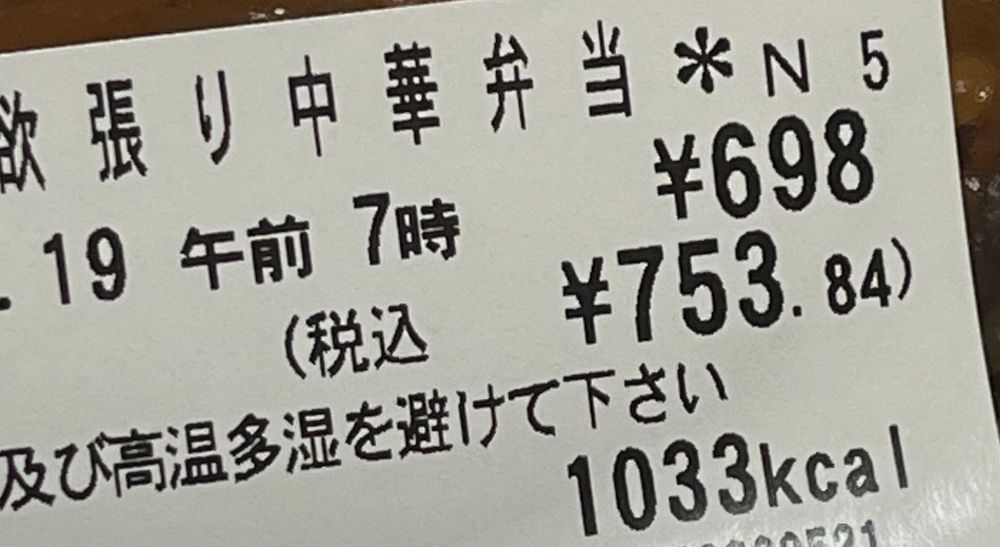 欲張り中華弁当*N5
¥698
.19 午前 7時
(税込 ¥753.84)
及び高温多湿を避けて下さい
1033kcal